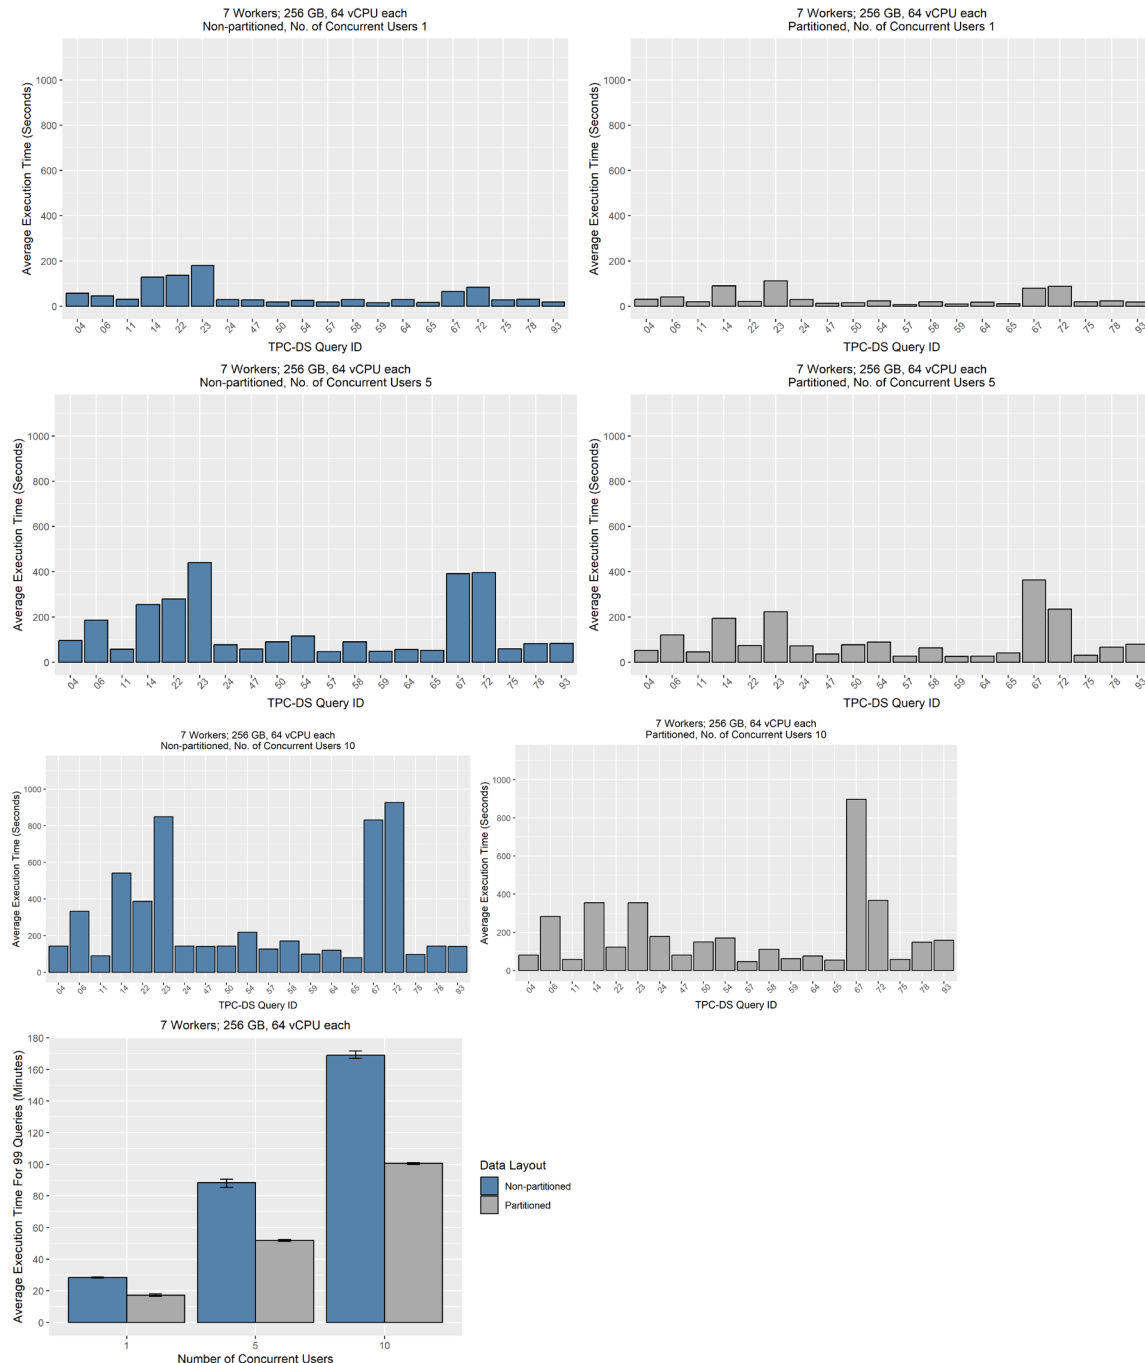 7 Workers; 256 GB, 64 vCPU each
Non-partitioned, No. of Concurrent Users 1
Average Execution Time (Seconds)
1000
800
600
400
200
0
04 06 11 14 22 23 24 47 50 54 57 58 59 64 65 67 72 75 78 93
TPC-DS Query ID
7 Workers; 256 GB, 64 vCPU each
Partitioned, No. of Concurrent Users 1
Average Execution Time (Seconds)
1000
800
600
400
200
0
04 06 11 14 22 23 24 47 50 54 57 58 59 64 65 67 72 75 78 93
TPC-DS Query ID
7 Workers; 256 GB, 64 vCPU each
Non-partitioned, No. of Concurrent Users 5
Average Execution Time (Seconds)
1000
800
600
400
200
0
04 06 11 14 22 23 24 47 50 54 57 58 59 64 65 67 72 75 78 93
TPC-DS Query ID
7 Workers; 256 GB, 64 vCPU each
Partitioned, No. of Concurrent Users 5
Average Execution Time (Seconds)
1000
800
600
400
200
0
04 06 11 14 22 23 24 47 50 54 57 58 59 64 65 67 72 75 78 93
TPC-DS Query ID
7 Workers; 256 GB, 64 vCPU each
Non-partitioned, No. of Concurrent Users 10
Average Execution Time (Seconds)
1000
800
600
400
200
0
04 06 11 14 22 23 24 47 50 54 57 58 59 64 65 67 72 75 78 93
TPC-DS Query ID
7 Workers; 256 GB, 64 vCPU each
Partitioned, No. of Concurrent Users 10
Average Execution Time (Seconds)
1000
800
600
400
200
0
04 06 11 14 22 23 24 47 50 54 57 58 59 64 65 67 72 75 78 93
TPC-DS Query ID
7 Workers; 256 GB, 64 vCPU each
Average Execution Time For 99 Queries (Minutes)
180
160
140
120
100
80
60
40
20
0
1 5 10
Number of Concurrent Users
Data Layout
Non-partitioned
Partitioned